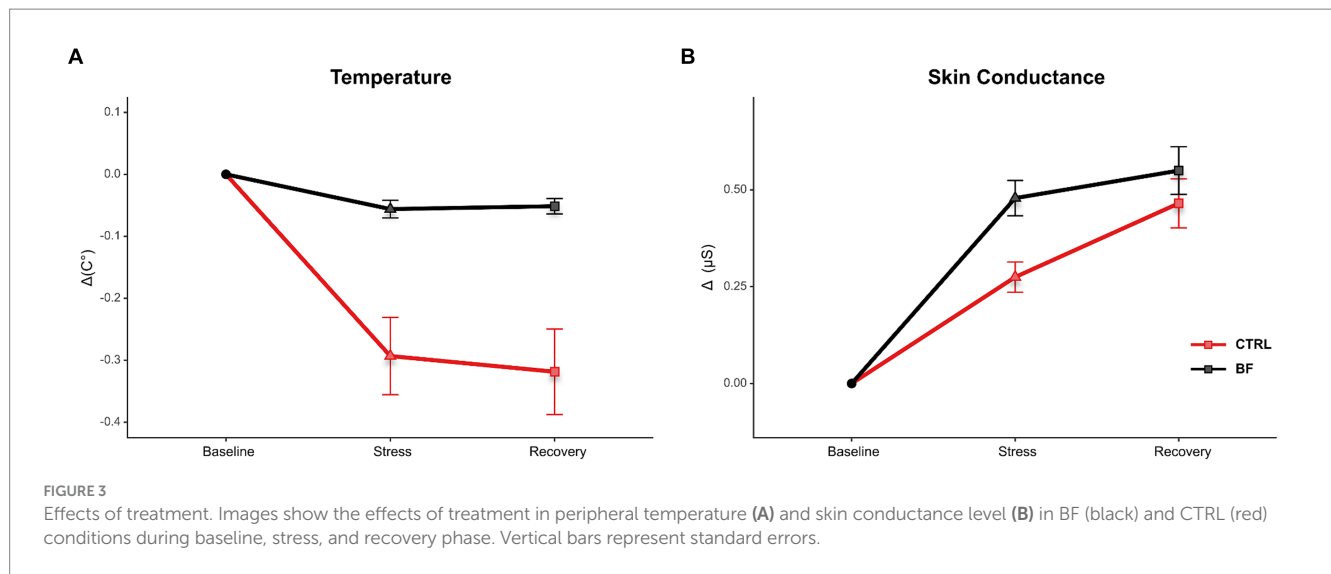 A
Temperature
0.1
0.0
-0.1
-0.2
-0.3
-0.4
Δ(C°)
Baseline
Stress
Recovery
B
Skin Conductance
0.50
0.25
0.00
Δ (µS)
CTRL
BF
Baseline
Stress
Recovery
FIGURE 3
Effects of treatment. Images show the effects of treatment in peripheral temperature (A) and skin conductance level (B) in BF (black) and CTRL (red)
conditions during baseline, stress, and recovery phase. Vertical bars represent standard errors.